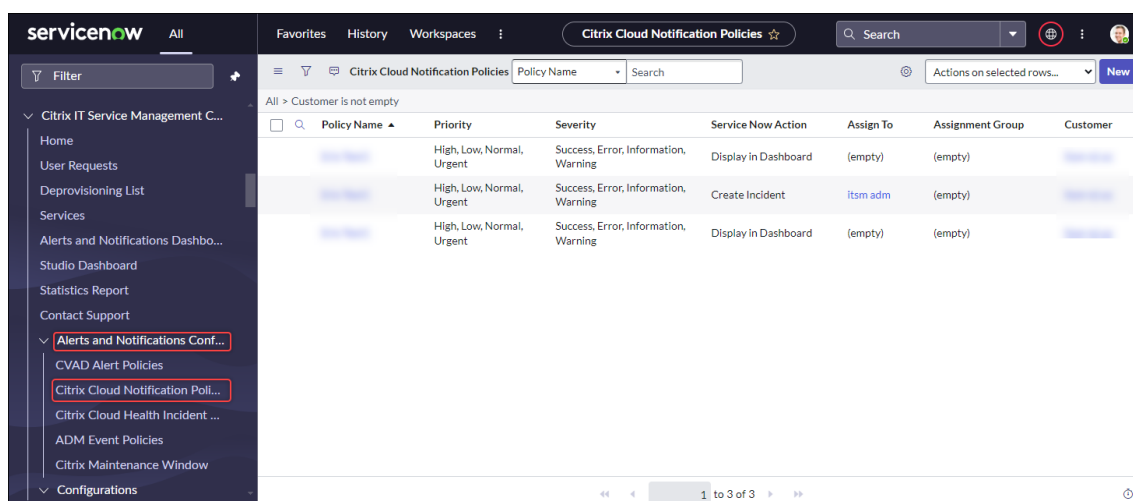 servicenow All Favorites History Workspaces Citrix Cloud Notification Policies Search
Filter
Citrix Cloud Notification Policies Policy Name Search Actions on selected rows... New
All > Customer is not empty
Policy Name Priority Severity Service Now Action Assign To Assignment Group Customer
High, Low, Normal, Urgent Success, Error, Information, Warning Display in Dashboard (empty) (empty)
High, Low, Normal, Urgent Success, Error, Information, Warning Create Incident itsm adm (empty)
High, Low, Normal, Urgent Success, Error, Information, Warning Display in Dashboard (empty) (empty)
Citrix IT Service Management C...
Home
User Requests
Deprovisioning List
Services
Alerts and Notifications Dashbo...
Studio Dashboard
Statistics Report
Contact Support
Alerts and Notifications Conf...
CVAD Alert Policies
Citrix Cloud Notification Poli...
Citrix Cloud Health Incident ...
ADM Event Policies
Citrix Maintenance Window
Configurations
1 to 3 of 3